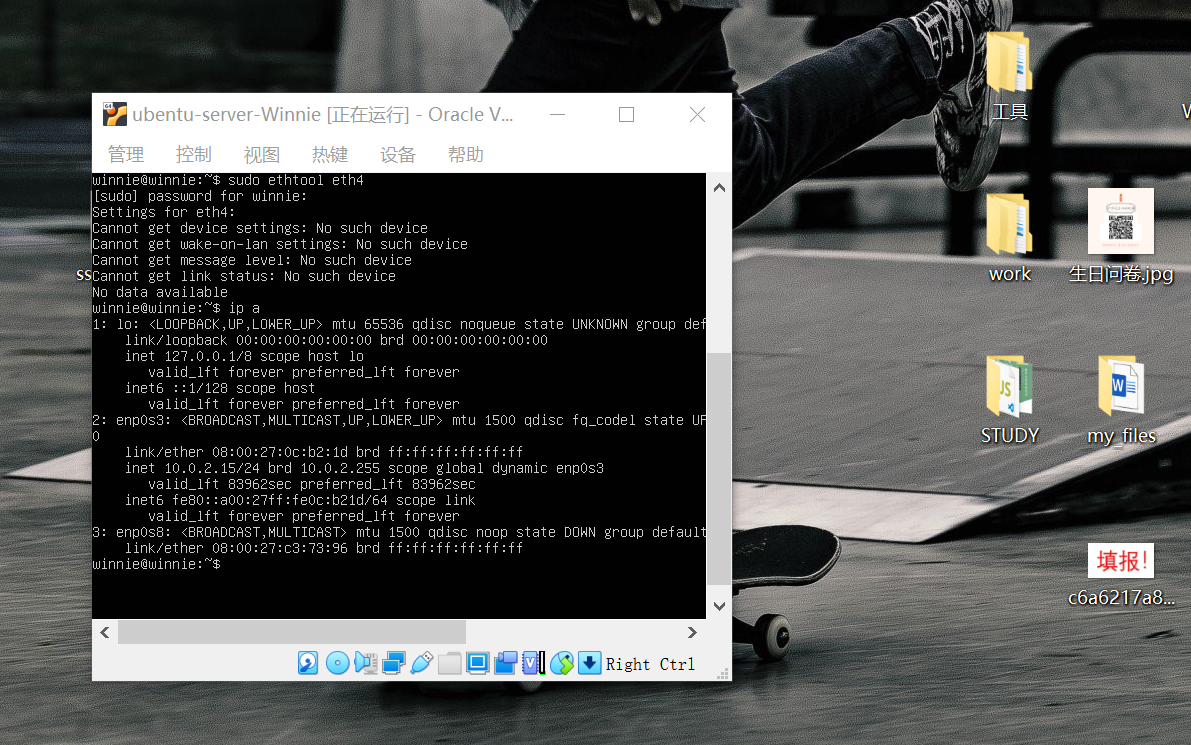 ubentu-server-Winnie [正在运行] - Oracle V...
管理 控制 视图 热键 设备 帮助
winnie@winnie:~$ sudo ethtool eth4
[sudo] password for winnie:
Settings for eth4:
Cannot get device settings: No such device
Cannot get wake-on-lan settings: No such device
Cannot get message level: No such device
Cannot get link status: No such device
No data available
winnie@winnie:~$ ip a
1: lo: <LOOPBACK,UP,LOWER_UP> mtu 65536 qdisc noqueue state UNKNOWN group def
link/loopback 00:00:00:00:00:00 brd 00:00:00:00:00:00
inet 127.0.0.1/8 scope host lo
valid_lft forever preferred_lft forever
inet6 ::1/128 scope host
valid_lft forever preferred_lft forever
2: enp0s3: <BROADCAST,MULTICAST,UP,LOWER_UP> mtu 1500 qdisc fq_codel state UP
0
link/ether 08:00:27:0c:b2:1d brd ff:ff:ff:ff:ff:ff
inet 10.0.2.15/24 brd 10.0.2.255 scope global dynamic enp0s3
valid_lft 83962sec preferred_lft 83962sec
inet6 fe80::a00:27ff:fe0c:b21d/64 scope link
valid_lft forever preferred_lft forever
3: enp0s8: <BROADCAST,MULTICAST> mtu 1500 qdisc noop state DOWN group default
link/ether 08:00:27:c3:73:96 brd ff:ff:ff:ff:ff:ff
winnie@winnie:~$
Right Ctrl
ss
工具
W
work
生日问卷.jpg
STUDY
my_files
填报!
c6a6217a8...